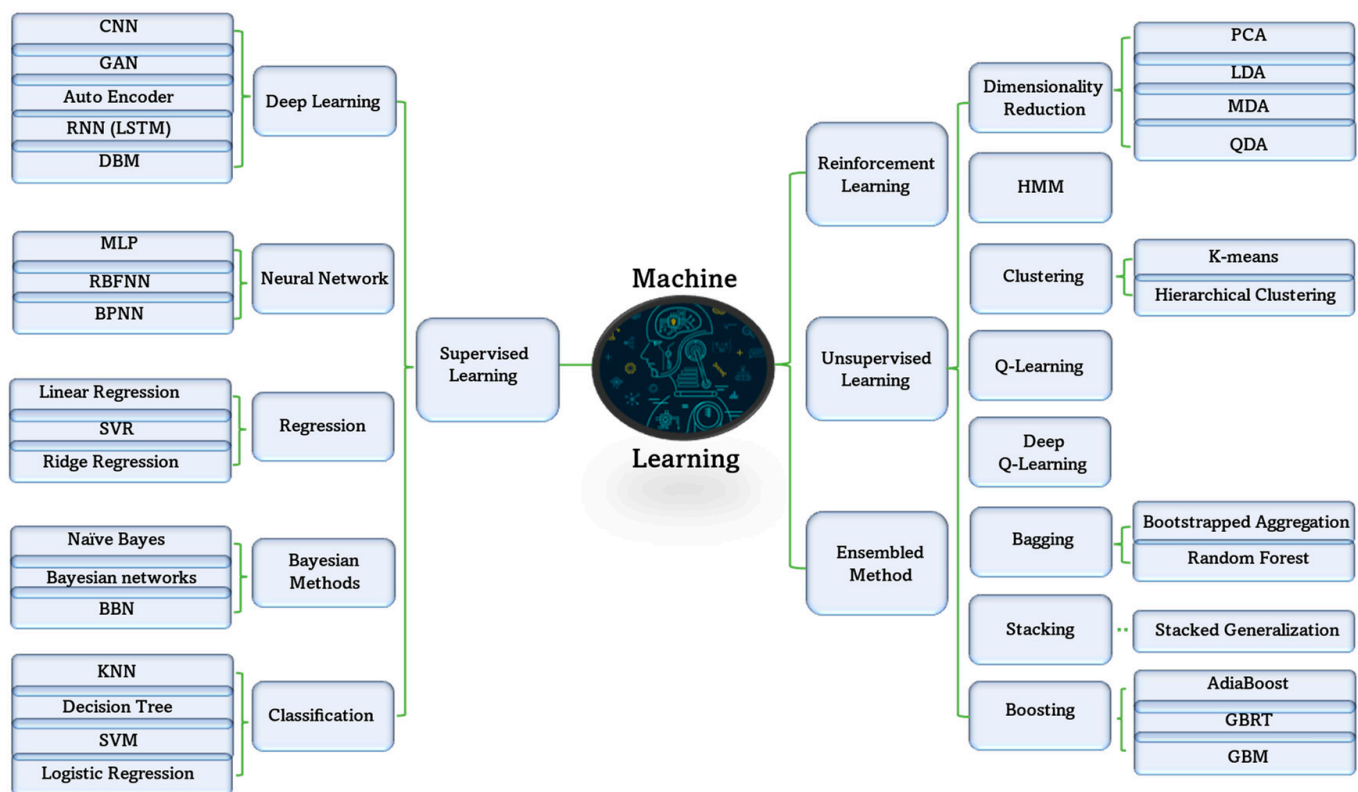 CNN
GAN
Auto Encoder
RNN (LSTM)
DBM
Deep Learning
MLP
RBFNN
BPNN
Neural Network
Linear Regression
SVR
Ridge Regression
Regression
Naïve Bayes
Bayesian networks
BBN
Bayesian
Methods
KNN
Decision Tree
SVM
Logistic Regression
Classification
Supervised
Learning
Machine
Learning
Reinforcement
Learning
Unsupervised
Learning
Ensembled
Method
Dimensionality
Reduction
PCA
LDA
MDA
QDA
HMM
Clustering
K-means
Hierarchical Clustering
Q-Learning
Deep
Q-Learning
Bagging
Bootstrapped Aggregation
Random Forest
Stacking
Stacked Generalization
Boosting
AdiaBoost
GBRT
GBM